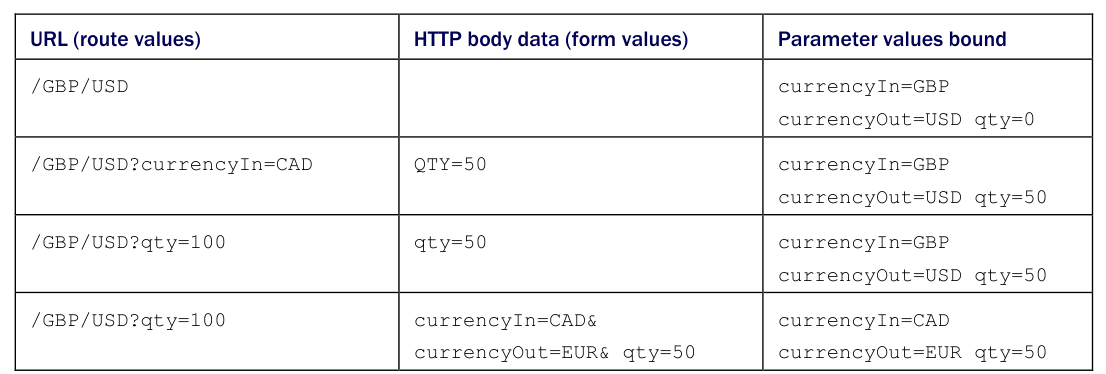 URL (route values) HTTP body data (form values) Parameter values bound
/GBP/USD currencyIn=GBP
currencyOut=USD qty=0
/GBP/USD?currencyIn=CAD QTY=50 currencyIn=GBP
currencyOut=USD qty=50
/GBP/USD?qty=100 qty=50 currencyIn=GBP
currencyOut=USD qty=50
/GBP/USD?qty=100 currencyIn=CAD& currencyIn=CAD
currencyOut=EUR& qty=50 currencyOut=EUR qty=50